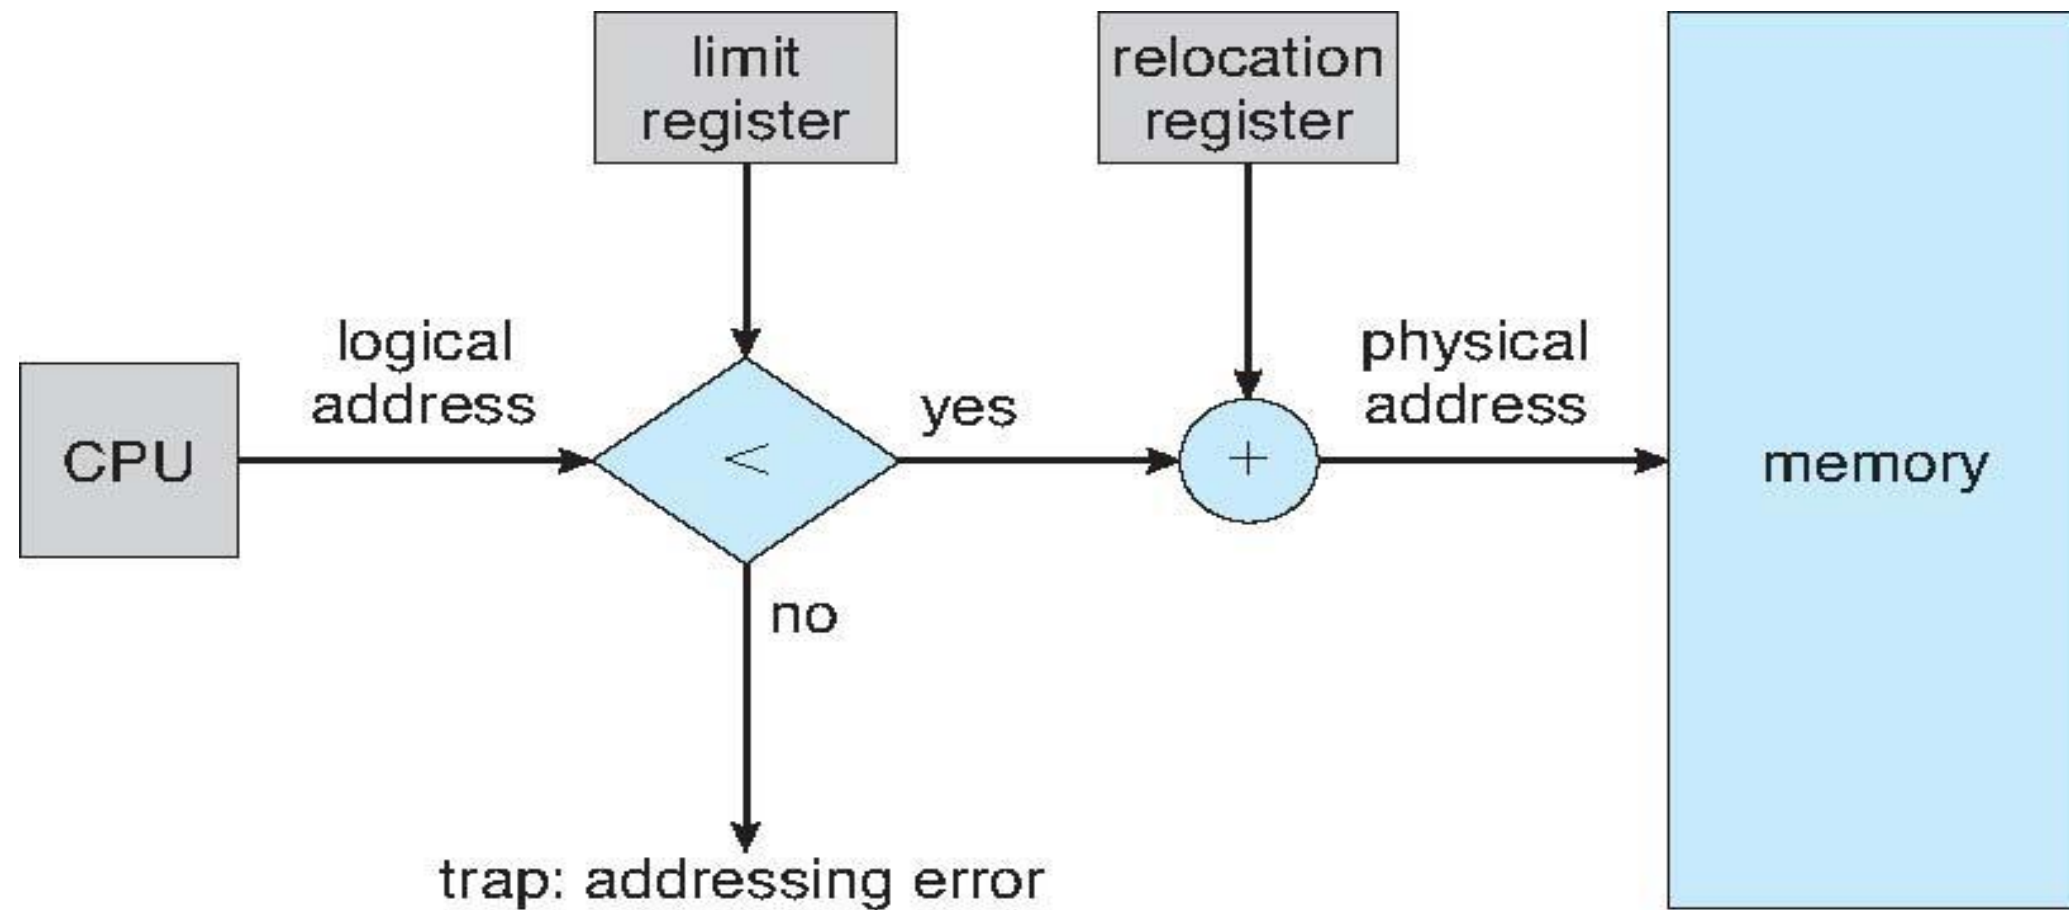 limit
register
relocation
register
logical
address
physical
address
CPU
<
yes
+
memory
no
trap: addressing error